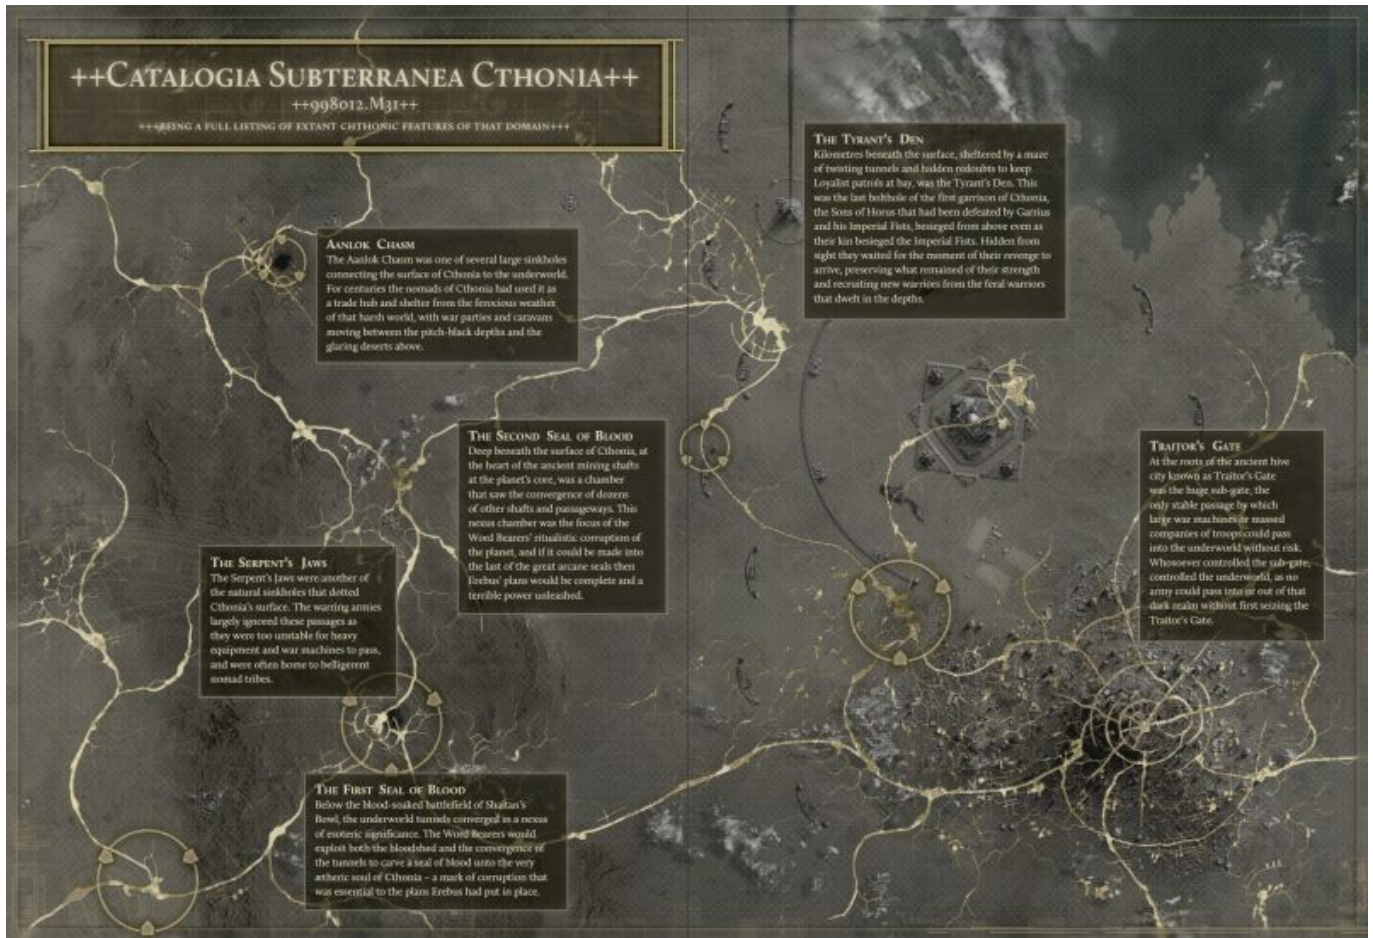 ++Catalogia Subterranea Cthonia++
++998012.M31++
+++being a full listing of extant chthonic features of that domain+++
The Tyrant's Den
Kilometres beneath the surface, sheltered by a maze
of twisting tunnels and hidden redoubts to keep
Loyalist patrols at bay, was the Tyrant's Den. This
was the last bolthole of the first garrison of Cthonia,
the Sons of Horus that had been defeated by Garrius
and his Imperial Fists, besieged from above even as
their kin besieged the Imperial Fists. Hidden from
sight they waited for the moment of their revenge to
arrive, preserving what remained of their strength
and recruiting new warriors from the feral warriors
that dwelt in the depths.
Aanlok Chasm
The Aanlok Chasm was one of several large sinkholes
connecting the surface of Cthonia to the underworld.
For centuries the nomads of Cthonia had used it as
a trade hub and shelter from the ferocious weather
of that harsh world, with war parties and caravans
moving between the pitch-black depths and the
glaring deserts above.
The Second Seal of Blood
Deep beneath the surface of Cthonia, at
the heart of the ancient mining shafts
at the planet's core, was a chamber
that saw the convergence of dozens
of other shafts and passageways. This
nexus chamber was the focus of the
Word Bearers' ritualistic corruption of
the planet, and if it could be made into
the last of the great arcane seals then
Erebus' plans would be complete and a
terrible power unleashed.
Traitor's Gate
At the roots of the ancient hive
city known as Traitor's Gate
was the huge sub-gate, the
only stable passage by which
large war machines or massed
companies of troops could pass
into the underworld without risk.
Whosoever controlled the sub-gate,
controlled the underworld, as no
army could pass into or out of that
dark realm without first seizing the
Traitor's Gate.
The Serpent's Jaws
The Serpent's Jaws were another of
the natural sinkholes that dotted
Cthonia's surface. The warring armies
largely ignored these passages as
they were too unstable for heavy
equipment and war machines to pass,
and were often home to belligerent
nomad tribes.
The First Seal of Blood
Below the blood-soaked battlefield of Shaitan's
Bowl, the underworld tunnels converged in a nexus
of esoteric significance. The Word Bearers would
exploit both the bloodshed and the convergence of
the tunnels to carve a seal of blood unto the very
ætheric soul of Cthonia – a mark of corruption that
was essential to the plans Erebus had put in place.